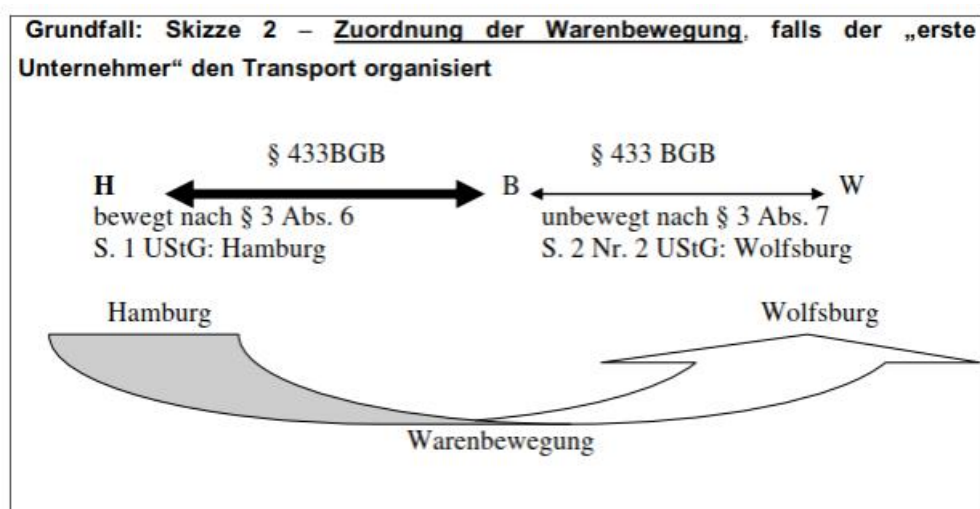 Grundfall: Skizze 2 – Zuordnung der Warenbewegung, falls der „erste
Unternehmer“ den Transport organisiert
§ 433BGB § 433 BGB
H B W
bewegt nach § 3 Abs. 6 unbewegt nach § 3 Abs. 7
S. 1 UStG: Hamburg S. 2 Nr. 2 UStG: Wolfsburg
Hamburg Wolfsburg
Warenbewegung